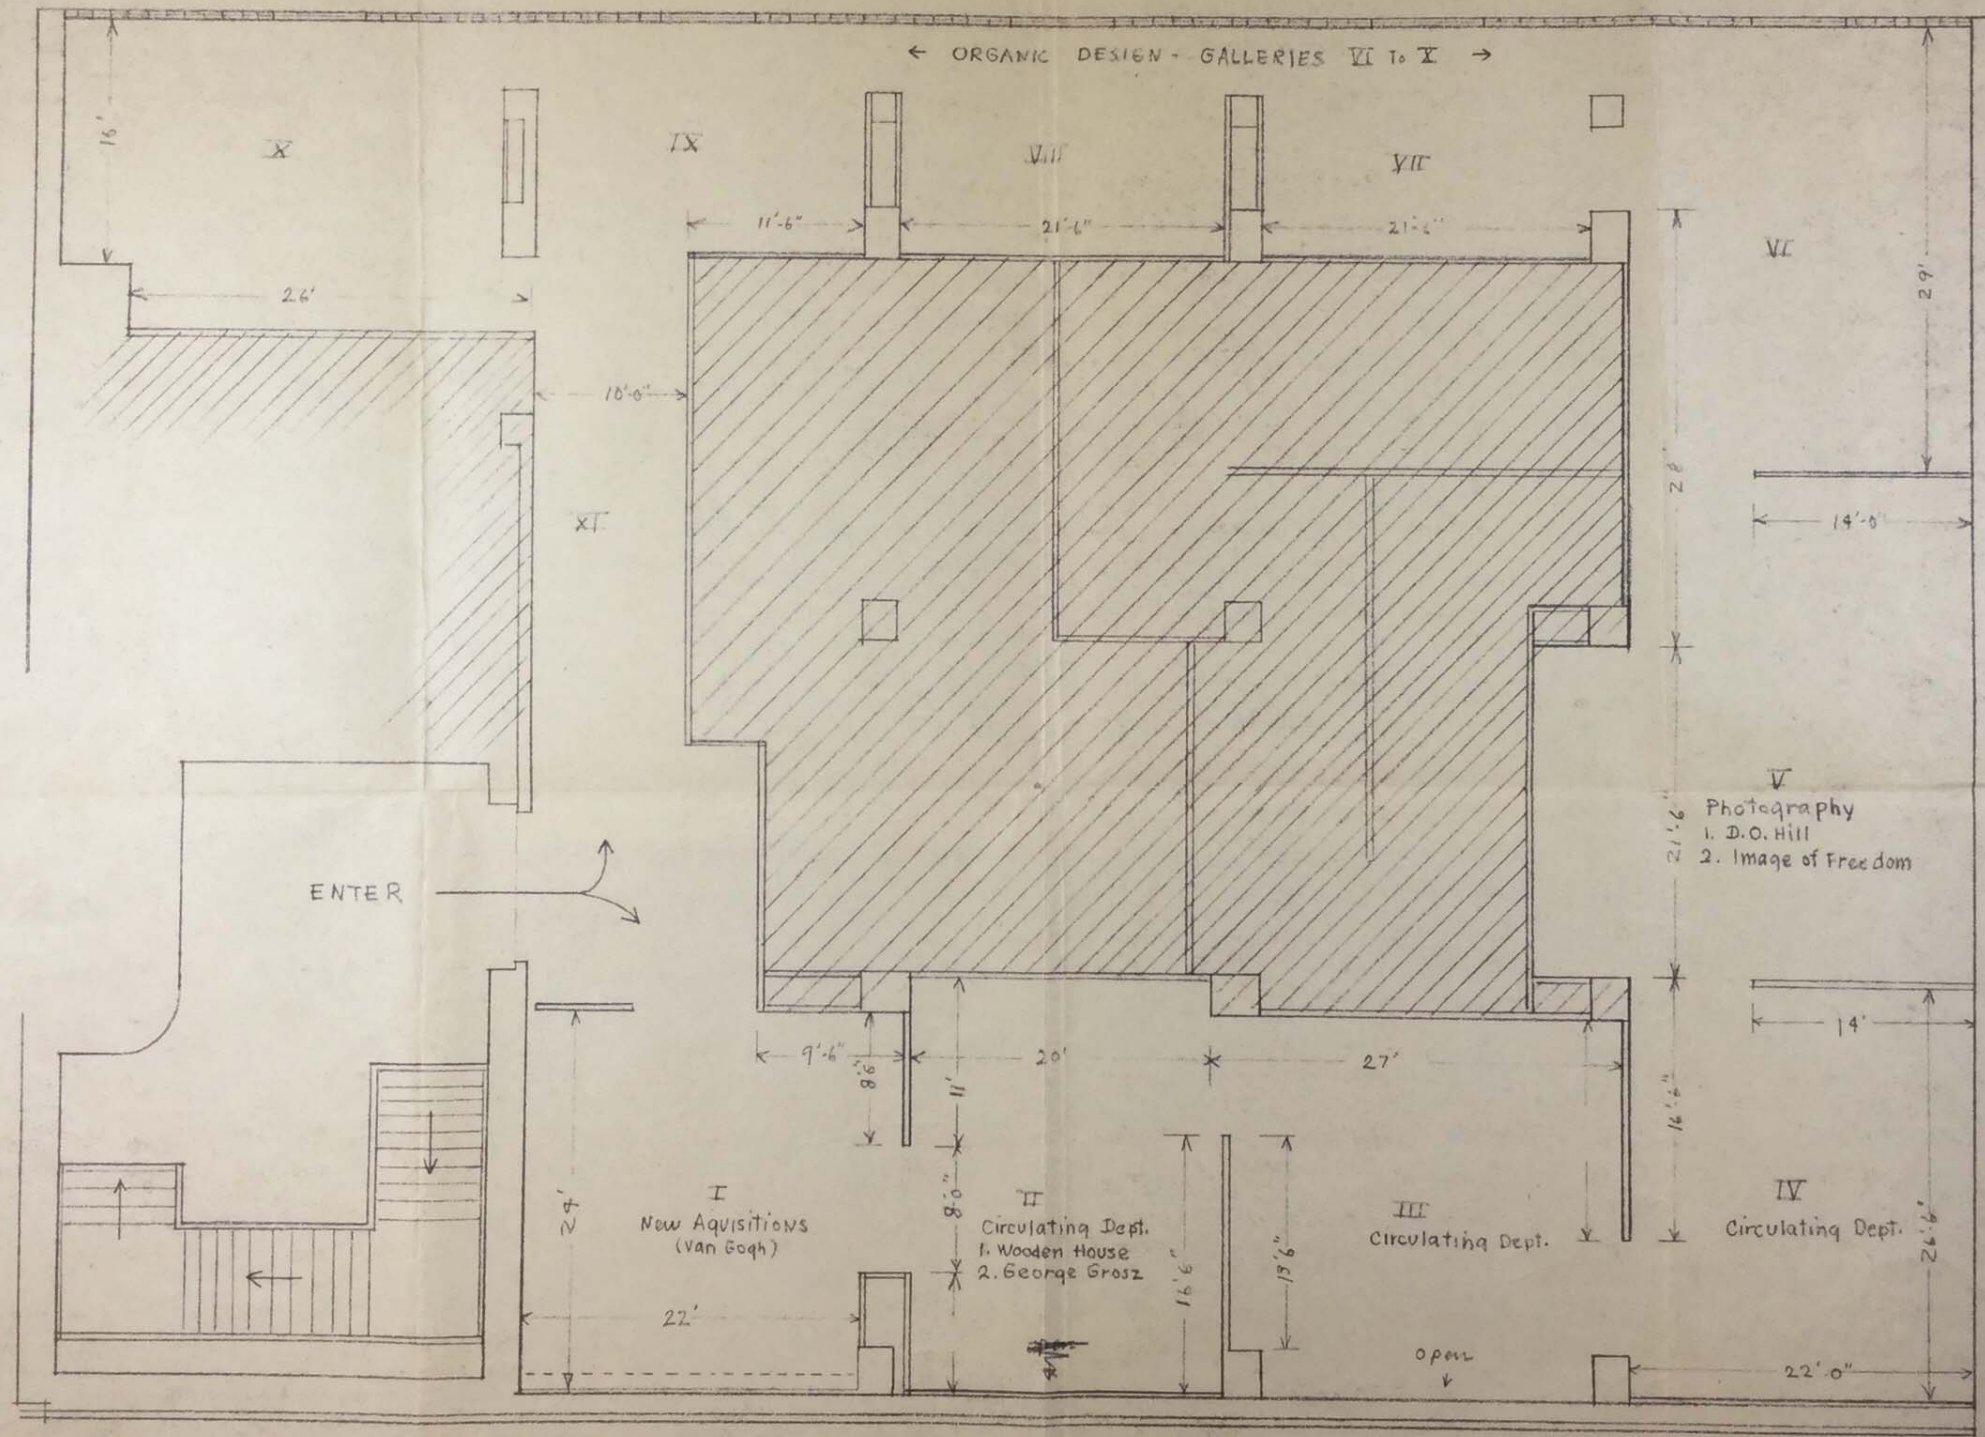 ← ORGANIC DESIGN - GALLERIES VI To X →
16'
X
IX
VIII
VII
VI
29'
11'-6"
21'-6"
21'-6"
26'
10'-0"
28'
14'-0"
XI
V
Photography
1. D.O. Hill
2. Image of Freedom
21'-6"
ENTER
14'
9'-6"
8'6"
11'
20'
27'
16'-6"
24'
I
New Aquisitions
(Van Gogh)
8'-0"
II
Circulating Dept.
1. Wooden House
2. George Grosz
16'6"
13'6"
III
Circulating Dept.
IV
Circulating Dept.
26'-6"
22'
open
22'-0"